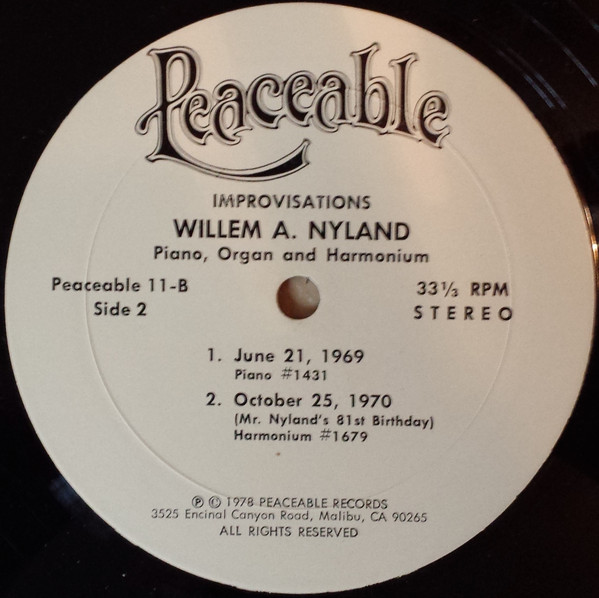 Peaceable
IMPROVISATIONS
WILLEM A. NYLAND
Piano, Organ and Harmonium
Peaceable 11-B
Side 2
33 1/3 RPM
STEREO
1. June 21, 1969
Piano #1431
2. October 25, 1970
(Mr. Nyland's 81st Birthday)
Harmonium #1679
℗ © 1978 PEACEABLE RECORDS
3525 Encinal Canyon Road, Malibu, CA 90265
ALL RIGHTS RESERVED